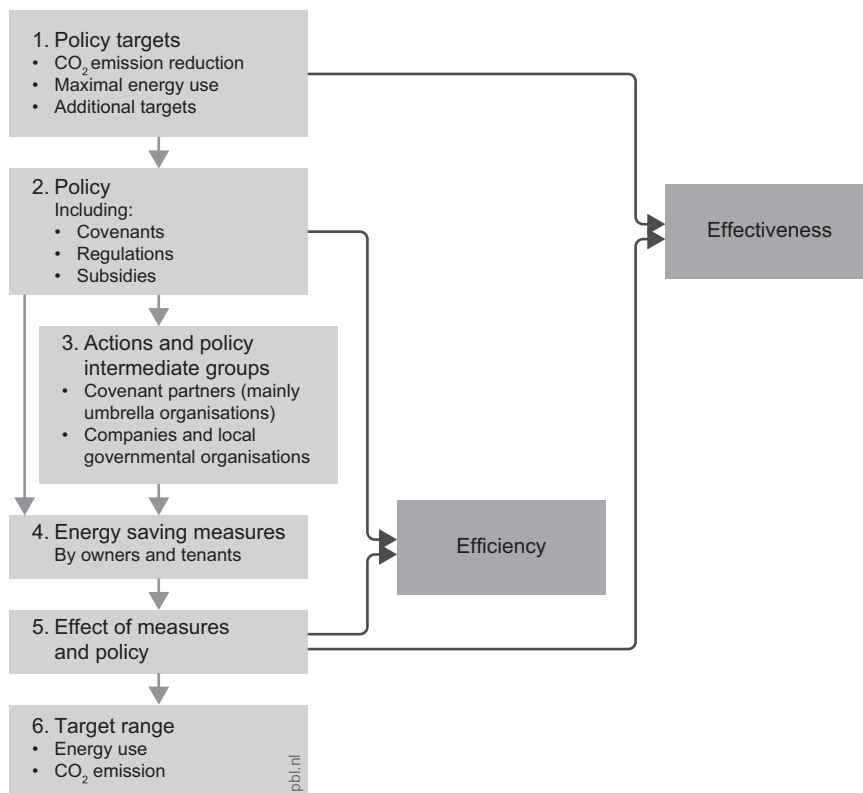 1. Policy targets
• CO₂ emission reduction
• Maximal energy use
• Additional targets
2. Policy
Including:
• Covenants
• Regulations
• Subsidies
3. Actions and policy
intermediate groups
• Covenant partners (mainly
umbrella organisations)
• Companies and local
governmental organisations
4. Energy saving measures
By owners and tenants
5. Effect of measures
and policy
6. Target range
• Energy use
• CO₂ emission
pbl.nl
Efficiency
Effectiveness